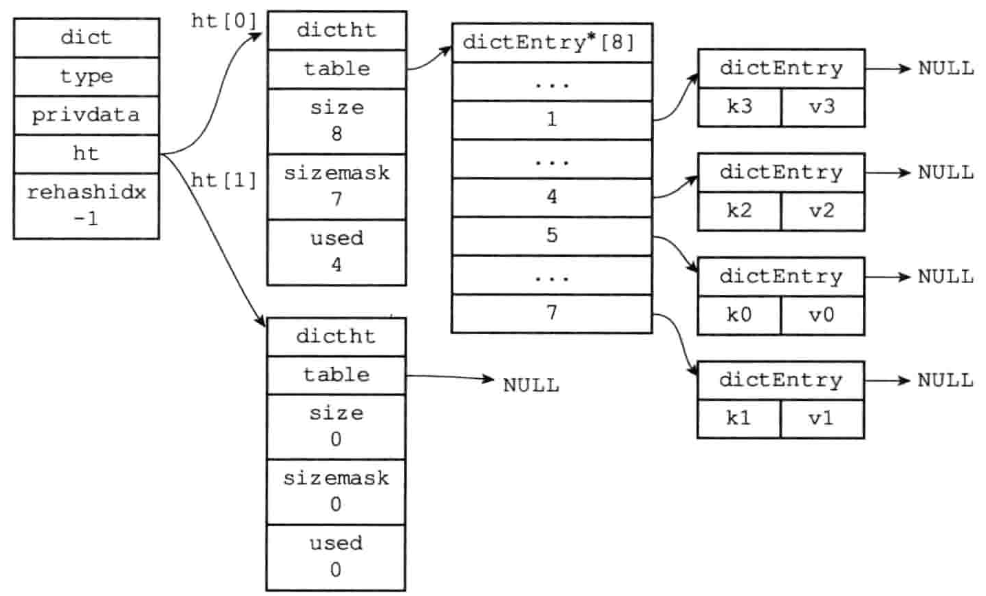 dict
type
privdata
ht
rehashidx
-1
ht[0]
ht[1]
dictht
table
size
8
sizemask
7
used
4
dictht
table
size
0
sizemask
0
used
0
NULL
dictEntry*[8]
...
1
...
4
5
...
7
dictEntry
k3 v3
NULL
dictEntry
k2 v2
NULL
dictEntry
k0 v0
NULL
dictEntry
k1 v1
NULL